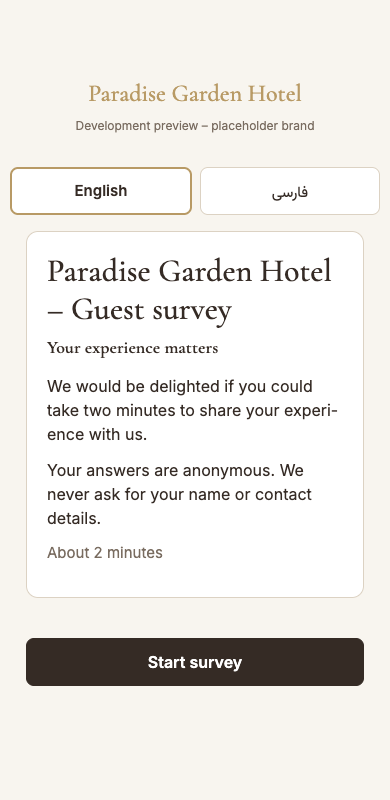 Paradise Garden Hotel
Development preview – placeholder brand
English
فارسی
Paradise Garden Hotel
– Guest survey
Your experience matters
We would be delighted if you could
take two minutes to share your experi-
ence with us.
Your answers are anonymous. We
never ask for your name or contact
details.
About 2 minutes
Start survey